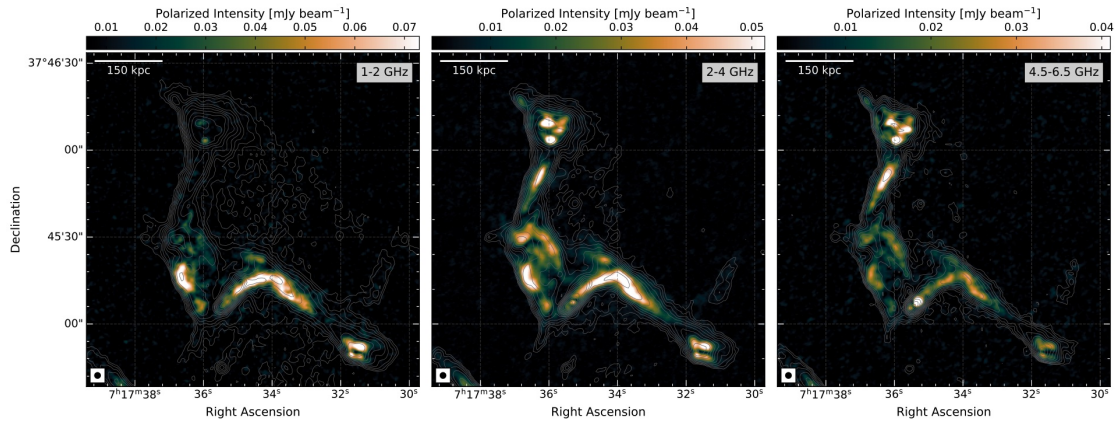 Polarized Intensity [mJy beam⁻¹] Polarized Intensity [mJy beam⁻¹] Polarized Intensity [mJy beam⁻¹]
0.01 0.02 0.03 0.04 0.05 0.06 0.07 0.01 0.02 0.03 0.04 0.05 0.01 0.02 0.03 0.04
37°46'30" 150 kpc 1-2 GHz 150 kpc 2-4 GHz 150 kpc 4.5-6.5 GHz
00"
Declination
45'30"
00"
7ʰ17ᵐ38ˢ 36ˢ 34ˢ 32ˢ 30ˢ 7ʰ17ᵐ38ˢ 36ˢ 34ˢ 32ˢ 30ˢ 7ʰ17ᵐ38ˢ 36ˢ 34ˢ 32ˢ 30ˢ
Right Ascension Right Ascension Right Ascension